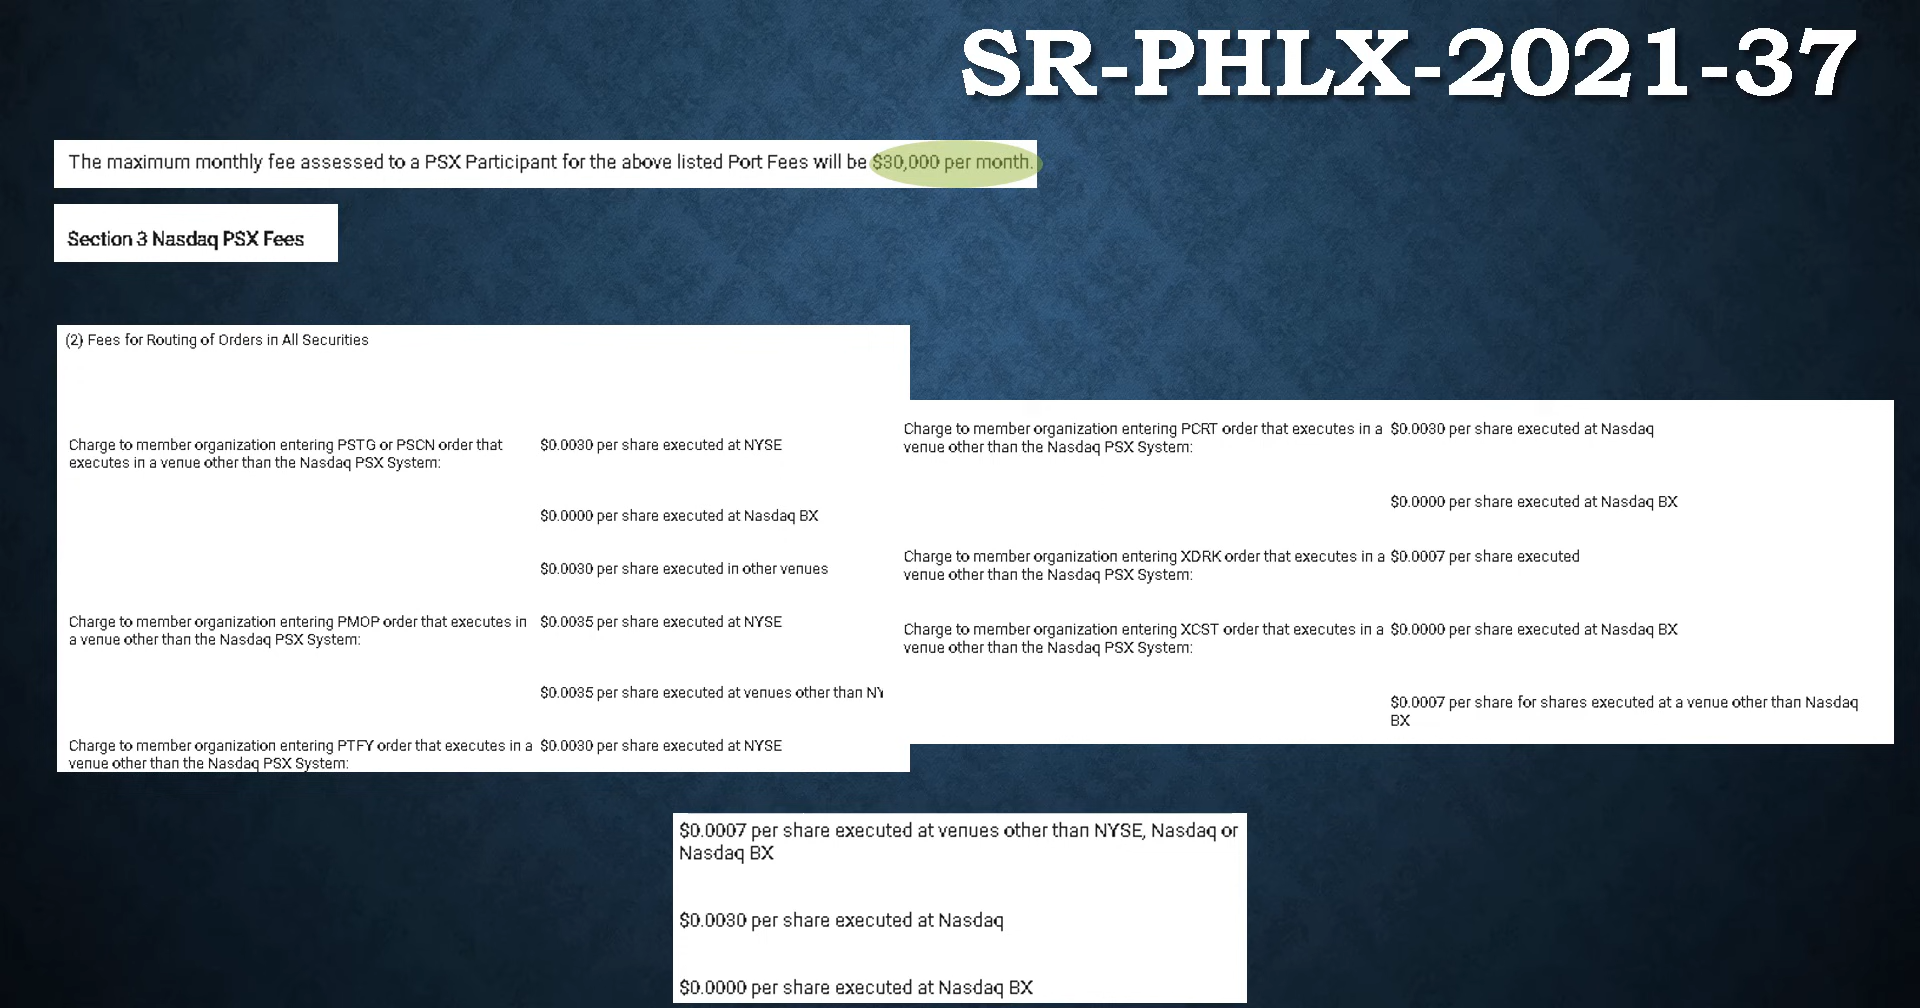 SR-PHLX-2021-37
The maximum monthly fee assessed to a PSX Participant for the above listed Port Fees will be $30,000 per month.
Section 3 Nasdaq PSX Fees
(2) Fees for Routing of Orders in All Securities
Charge to member organization entering PSTG or PSCN order that
executes in a venue other than the Nasdaq PSX System:
$0.0030 per share executed at NYSE
$0.0000 per share executed at Nasdaq BX
$0.0030 per share executed in other venues
Charge to member organization entering PMOP order that executes in
a venue other than the Nasdaq PSX System:
$0.0035 per share executed at NYSE
$0.0035 per share executed at venues other than NY
Charge to member organization entering PTFY order that executes in a
venue other than the Nasdaq PSX System:
$0.0030 per share executed at NYSE
Charge to member organization entering PCRT order that executes in a
venue other than the Nasdaq PSX System:
$0.0030 per share executed at Nasdaq
$0.0000 per share executed at Nasdaq BX
Charge to member organization entering XDRK order that executes in a
venue other than the Nasdaq PSX System:
$0.0007 per share executed
Charge to member organization entering XCST order that executes in a
venue other than the Nasdaq PSX System:
$0.0000 per share executed at Nasdaq BX
$0.0007 per share for shares executed at a venue other than Nasdaq
BX
$0.0007 per share executed at venues other than NYSE, Nasdaq or
Nasdaq BX
$0.0030 per share executed at Nasdaq
$0.0000 per share executed at Nasdaq BX